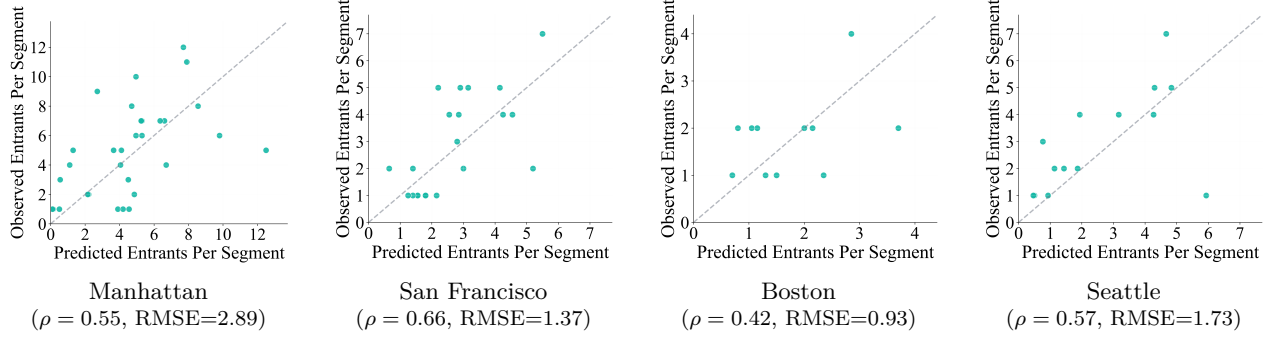 Observed Entrants Per Segment
12
10
8
6
4
2
0
0 2 4 6 8 10 12
Predicted Entrants Per Segment
Manhattan
(ρ = 0.55, RMSE=2.89)
Observed Entrants Per Segment
7
6
5
4
3
2
1
0
0 1 2 3 4 5 6 7
Predicted Entrants Per Segment
San Francisco
(ρ = 0.66, RMSE=1.37)
Observed Entrants Per Segment
4
3
2
1
0
0 1 2 3 4
Predicted Entrants Per Segment
Boston
(ρ = 0.42, RMSE=0.93)
Observed Entrants Per Segment
7
6
5
4
3
2
1
0
0 1 2 3 4 5 6 7
Predicted Entrants Per Segment
Seattle
(ρ = 0.57, RMSE=1.73)